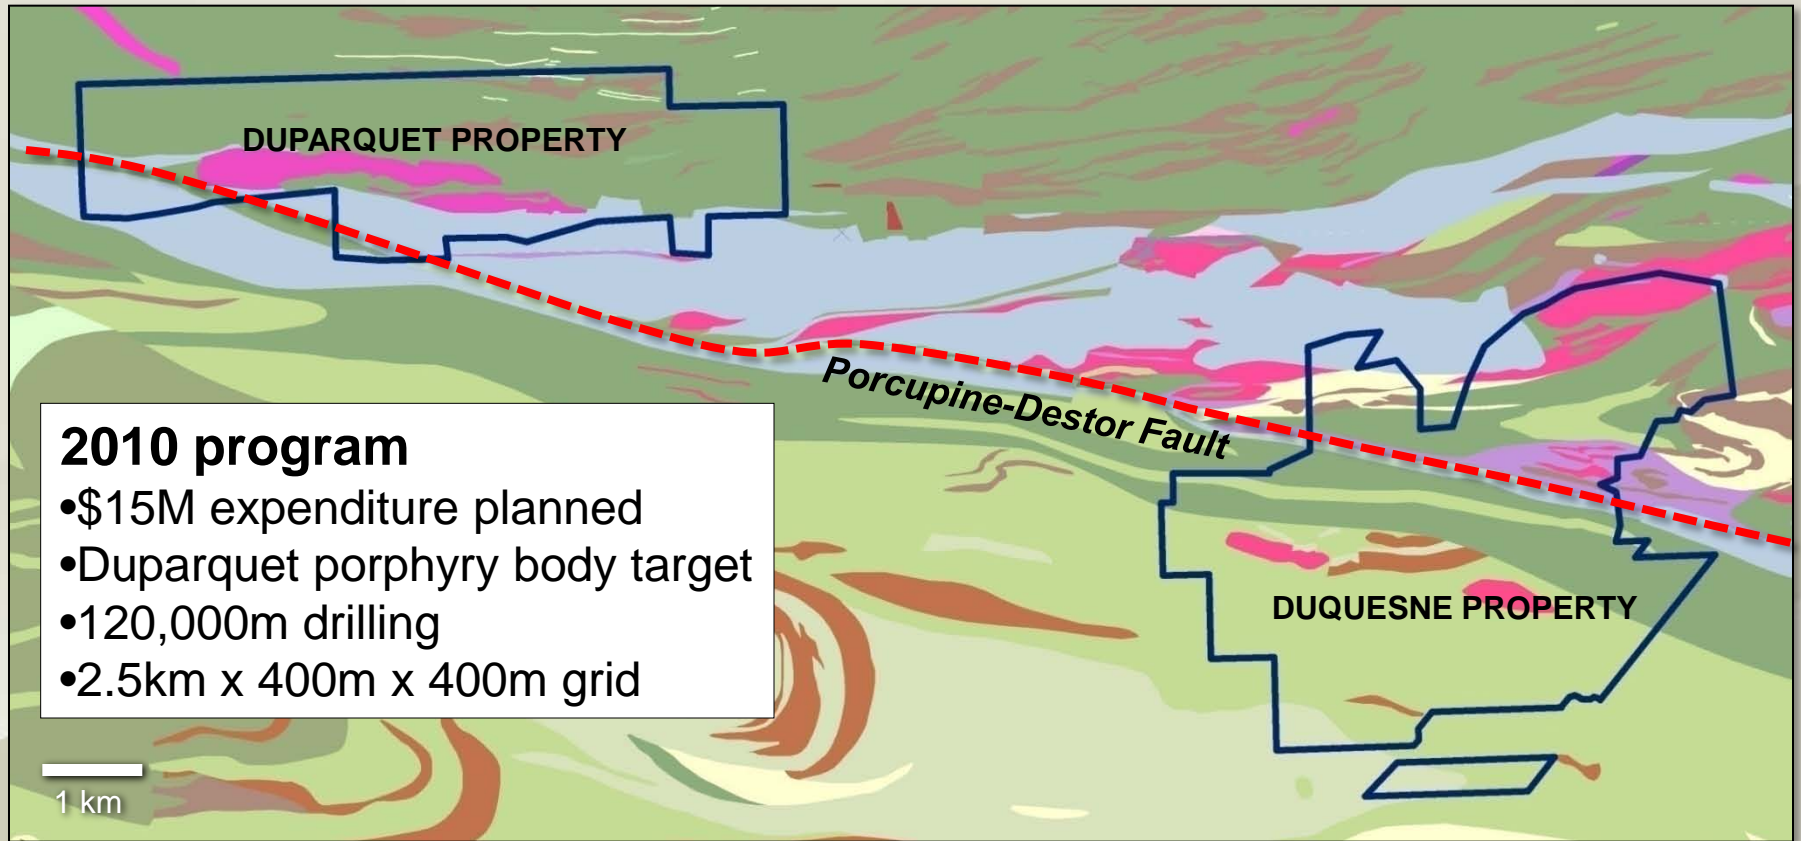 DUPARQUET PROPERTY
Porcupine-Destor Fault
2010 program
•$15M expenditure planned
•Duparquet porphyry body target
•120,000m drilling
•2.5km x 400m x 400m grid
DUQUESNE PROPERTY
1 km